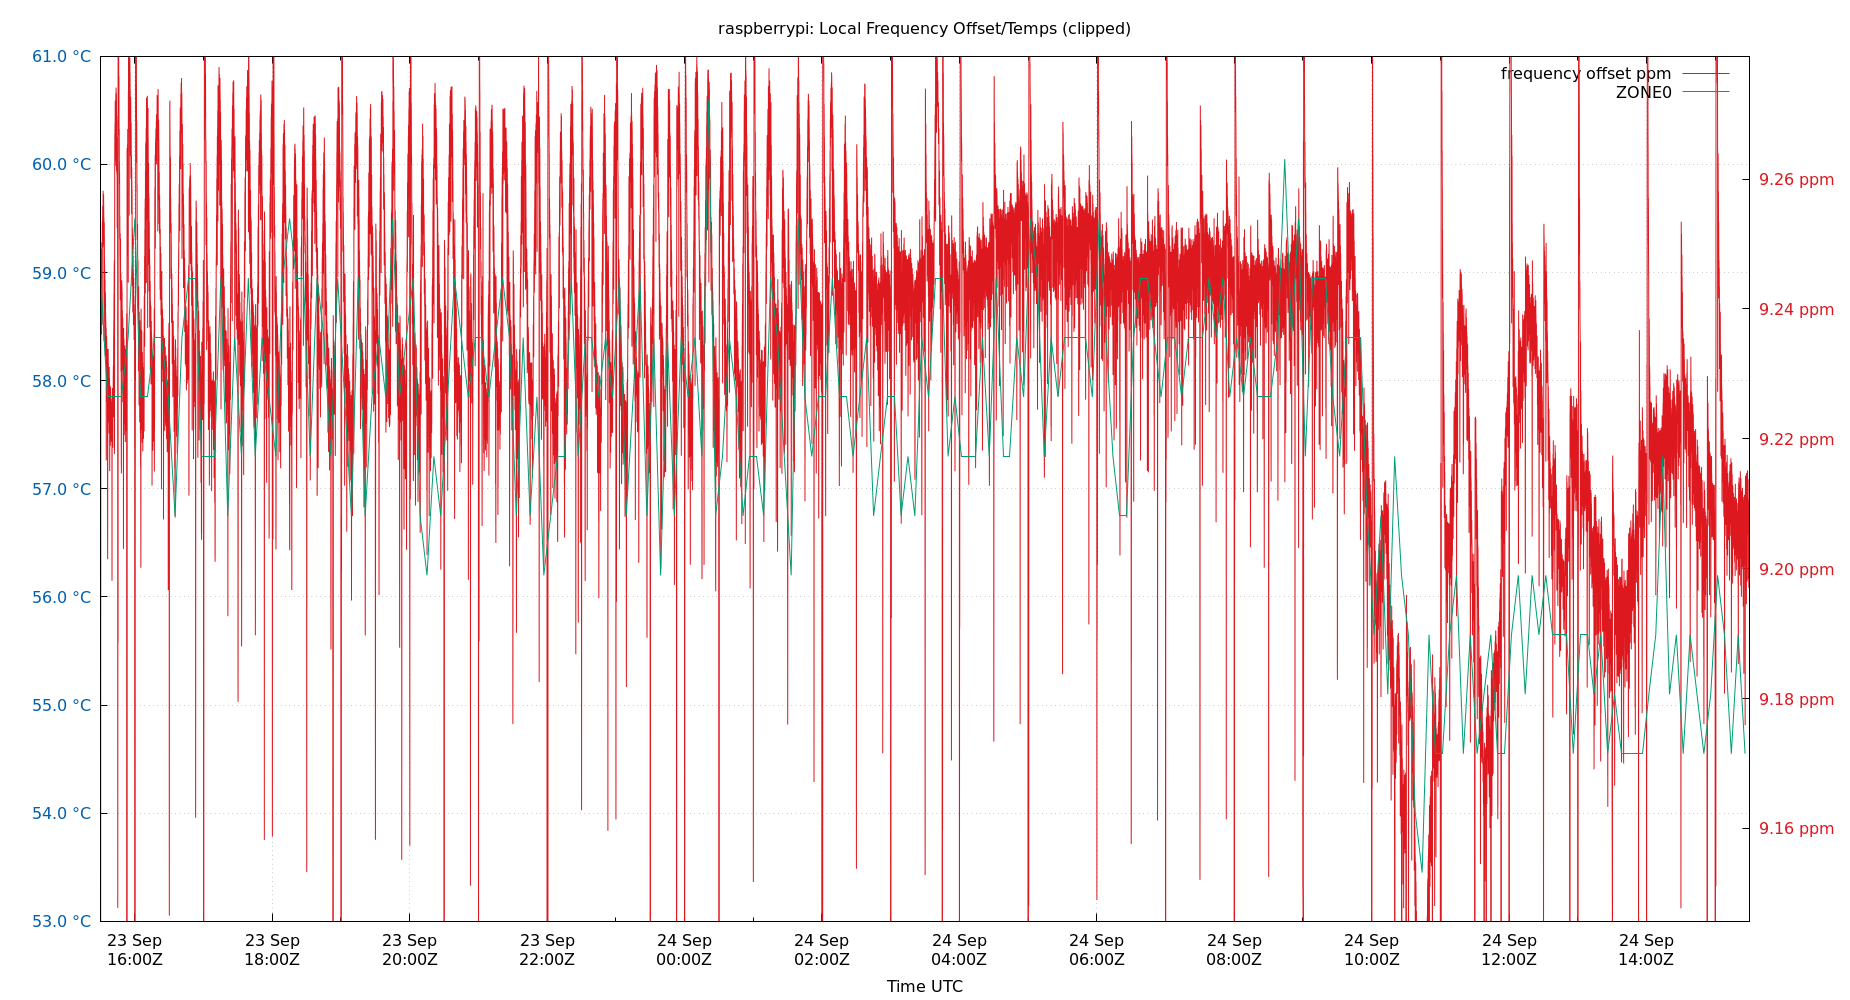 raspberrypi: Local Frequency Offset/Temps (clipped)
61.0 °C
60.0 °C
59.0 °C
58.0 °C
57.0 °C
56.0 °C
55.0 °C
54.0 °C
53.0 °C
frequency offset ppm
ZONE0
9.26 ppm
9.24 ppm
9.22 ppm
9.20 ppm
9.18 ppm
9.16 ppm
23 Sep
16:00Z
23 Sep
18:00Z
23 Sep
20:00Z
23 Sep
22:00Z
24 Sep
00:00Z
24 Sep
02:00Z
24 Sep
04:00Z
24 Sep
06:00Z
24 Sep
08:00Z
24 Sep
10:00Z
24 Sep
12:00Z
24 Sep
14:00Z
Time UTC